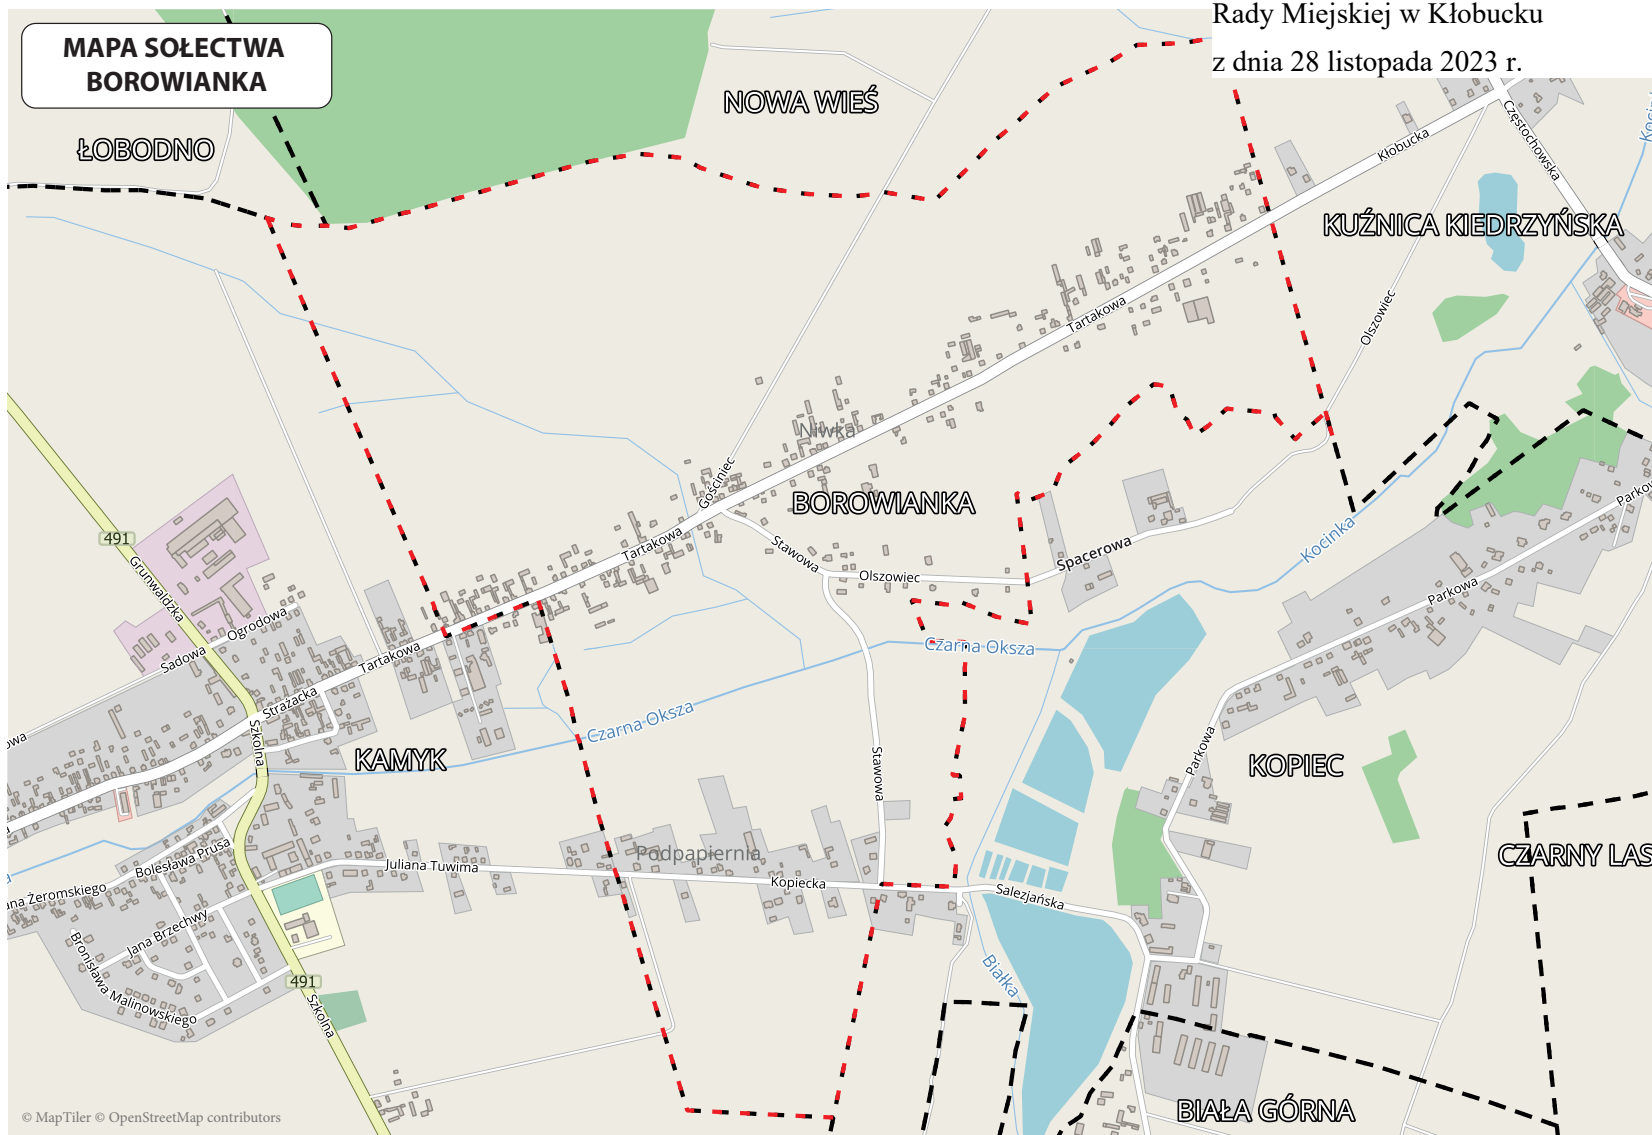 Rady Miejskiej w Kłobucku
z dnia 28 listopada 2023 r.
MAPA SOŁECTWA
BOROWIANKA
NOWA WIEŚ
ŁOBODNO
Kłobucka
Częstochowska
KUŹNICA KIEDRZYŃSKA
Olszowiec
Tartakowa
Niwka
Gościniec
BOROWIANKA
Parkowa
491
Grunwaldzka
Tartakowa
Stawowa
Olszowiec
Spacerowa
Kocinka
Parkowa
Ogrodowa
Sadowa
Tartakowa
Czarna Oksza
Strażacka
Szkolna
Czarna Oksza
KAMYK
Stawowa
Parkowa
KOPIEC
Bolesława Prusa
Juliana Tuwima
Podpapiernia
Kopiecka
Salezjańska
CZARNY LAS
Jana Brzechwy
Bronisława Malinowskiego
491
Szkolna
Białka
BIAŁA GÓRNA
© MapTiler © OpenStreetMap contributors